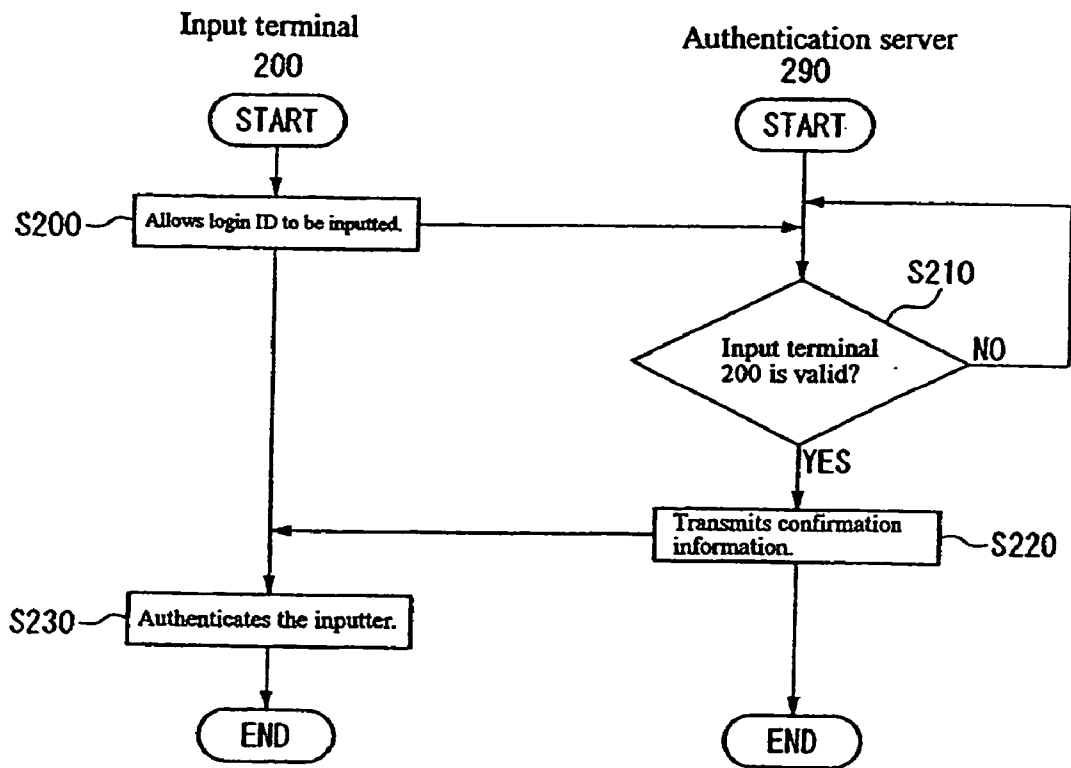 Input terminal
200
Authentication server
290
START
START
S200
Allows login ID to be inputted.
S210
Input terminal
200 is valid?
NO
YES
Transmits confirmation
information.
S220
S230
Authenticates the inputter.
END
END